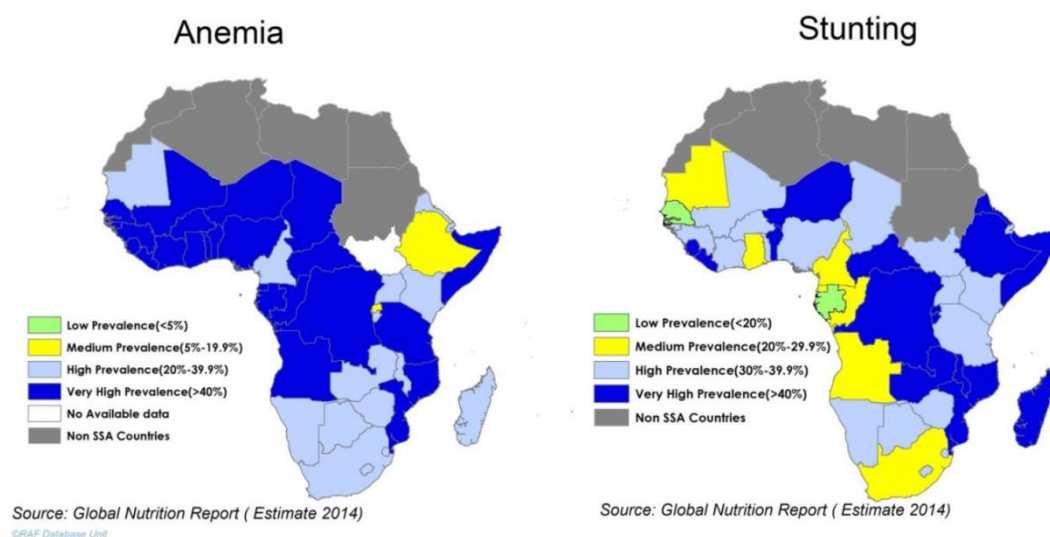 Anemia
Low Prevalence(<5%)
Medium Prevalence(5%-19.9%)
High Prevalence(20%-39.9%)
Very High Prevalence(>40%)
No Available data
Non SSA Countries
Source: Global Nutrition Report ( Estimate 2014)
©RAF Database Unit
Stunting
Low Prevalence(<20%)
Medium Prevalence(20%-29.9%)
High Prevalence(30%-39.9%)
Very High Prevalence(>40%)
Non SSA Countries
Source: Global Nutrition Report ( Estimate 2014)